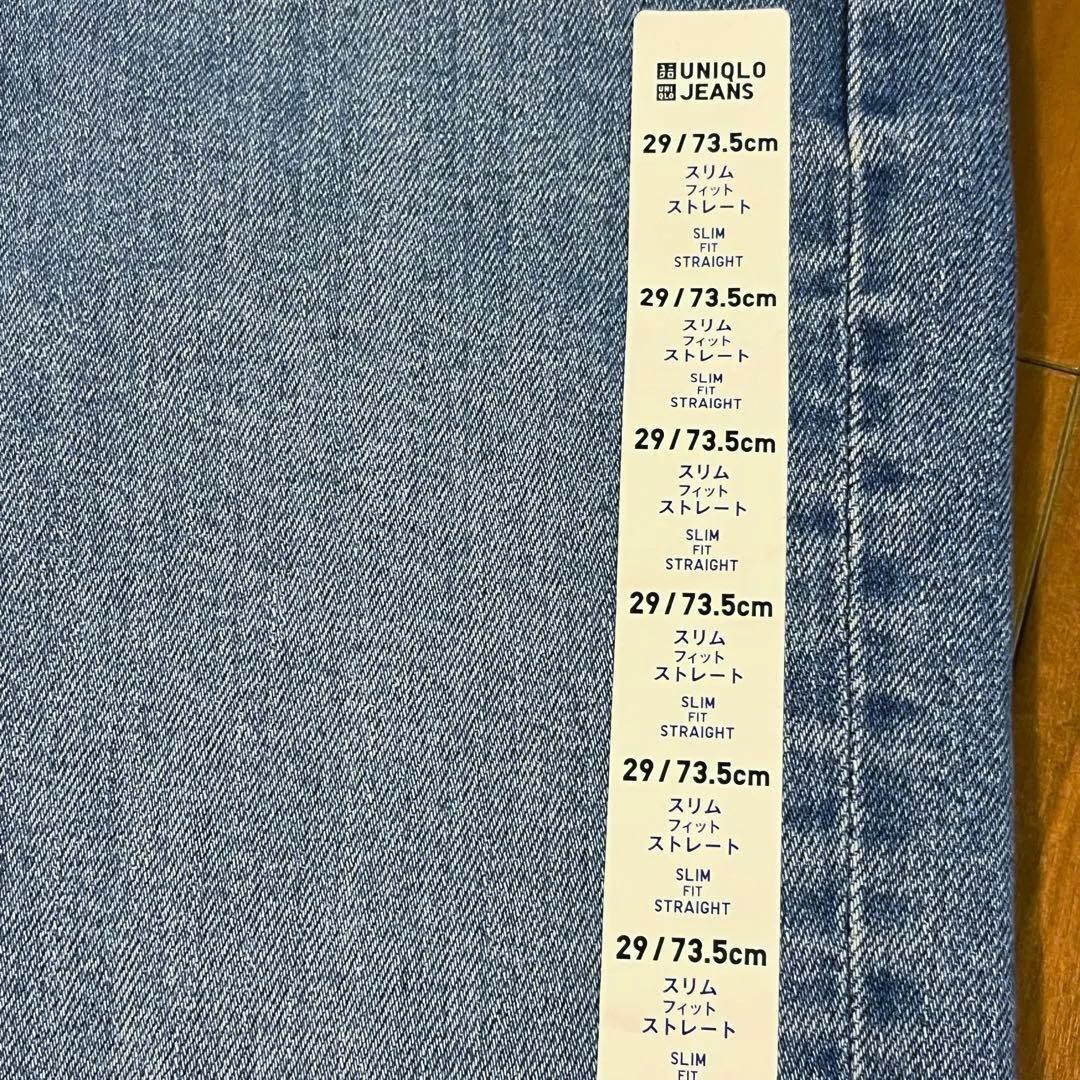 UNIQLO
JEANS
29/73.5cm
スリム
フィット
ストレート
SLIM
FIT
STRAIGHT
29/73.5cm
スリム
フィット
ストレート
SLIM
FIT
STRAIGHT
29/73.5cm
スリム
フィット
ストレート
SLIM
FIT
STRAIGHT
29/73.5cm
スリム
フィット
ストレート
SLIM
FIT
STRAIGHT
29/73.5cm
スリム
フィット
ストレート
SLIM
FIT
STRAIGHT
29/73.5cm
スリム
フィット
ストレート
SLIM
FIT